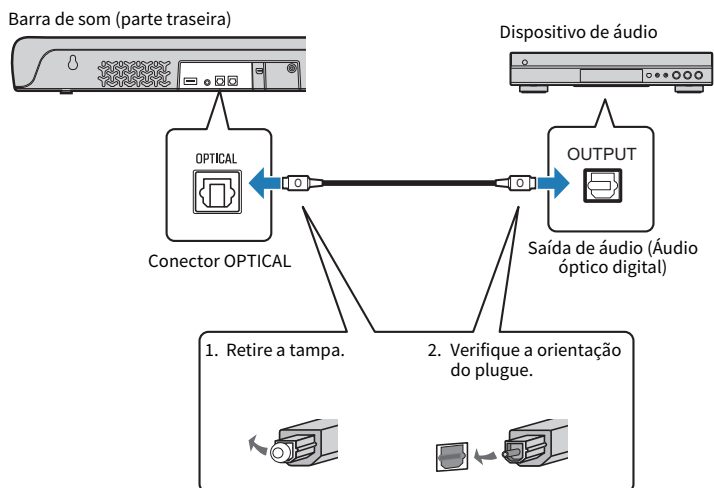 Barra de som (parte traseira)
Dispositivo de áudio
OPTICAL
OUTPUT
Conector OPTICAL
Saída de áudio (Áudio
óptico digital)
1. Retire a tampa.
2. Verifique a orientação
do plugue.